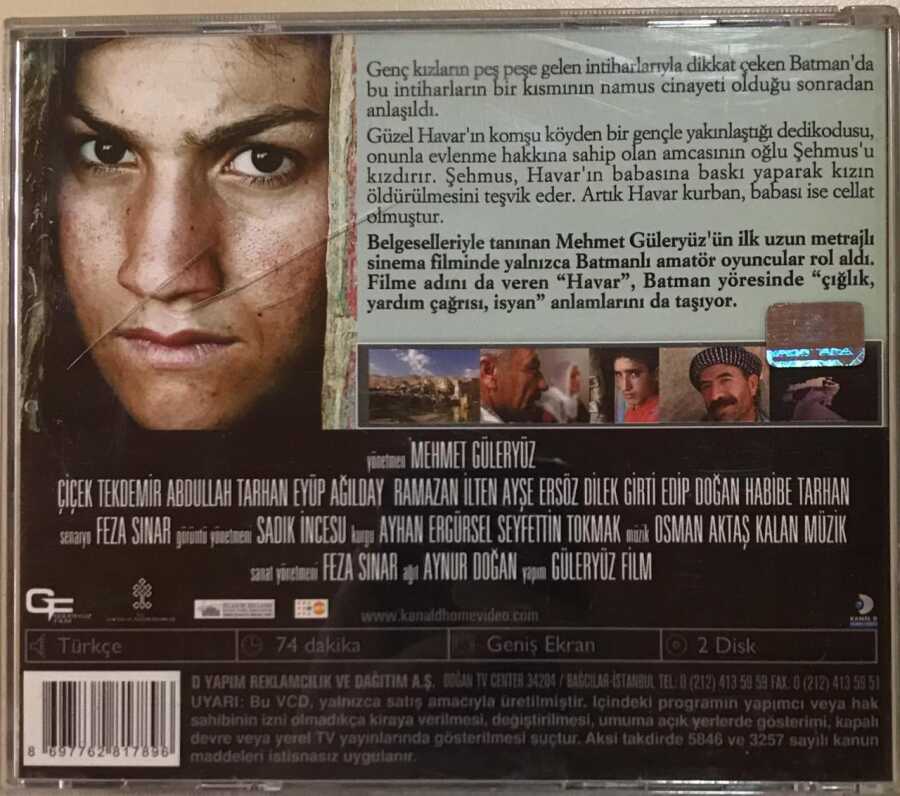 Genç kızların peş peşe gelen intiharlarıyla dikkat çeken Batman'da
bu intiharların bir kısmının namus cinayeti olduğu sonradan
anlaşıldı.
Güzel Havar'ın komşu köyden bir gençle yakınlaştığı dedikodusu,
onunla evlenme hakkına sahip olan amcasının oğlu Şehmus'u
kızdırır. Şehmus, Havar'ın babasına baskı yaparak kızın
öldürülmesini teşvik eder. Artık Havar kurban, babası ise cellat
olmuştur.
Belgeselleriyle tanınan Mehmet Güleryüz'ün ilk uzun metrajlı
sinema filminde yalnızca Batmanlı amatör oyuncular rol aldı.
Filme adını da veren “Havar”, Batman yöresinde “çığlık,
yardım çağrısı, isyan” anlamlarını da taşıyor.
yönetmen MEHMET GÜLERYÜZ
ÇİÇEK TEKDEMİR ABDULLAH TARHAN EYÜP AĞILDAY RAMAZAN İLTEN AYŞE ERSÖZ DİLEK GİRTİ EDİP DOĞAN HABİBE TARHAN
senaryo FEZA SINAR görüntü yönetmeni SADIK İNCESU kurgu AYHAN ERGÜRSEL SEYFETTİN TOKMAK müzik OSMAN AKTAŞ KALAN MÜZİK
sanat yönetmeni FEZA SINAR ağıt AYNUR DOĞAN yapım GÜLERYÜZ FİLM
GF
www.kanaldhomevideo.com
KANAL D
Türkçe 74 dakika Geniş Ekran 2 Disk
D YAPIM REKLAMCILIK VE DAĞITIM A.Ş. DOĞAN TV CENTER 34204 / BAĞCILAR-İSTANBUL TEL: 0 (212) 413 56 59 FAX: 0 (212) 413 56 51
UYARI: Bu VCD, yalnızca satış amacıyla üretilmiştir. İçindeki programın yapımcı veya hak
sahibinin izni olmadıkça kiraya verilmesi, değiştirilmesi, umuma açık yerlerde gösterimi, kapalı
devre veya yerel TV yayınlarında gösterilmesi suçtur. Aksi takdirde 5846 ve 3257 sayılı kanun
maddeleri istisnasız uygulanır.
8 697762 817896